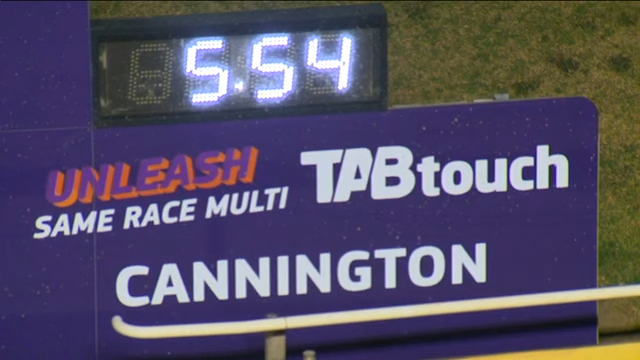 5.54
UNLEASH
SAME RACE MULTI
TABtouch
CANNINGTON